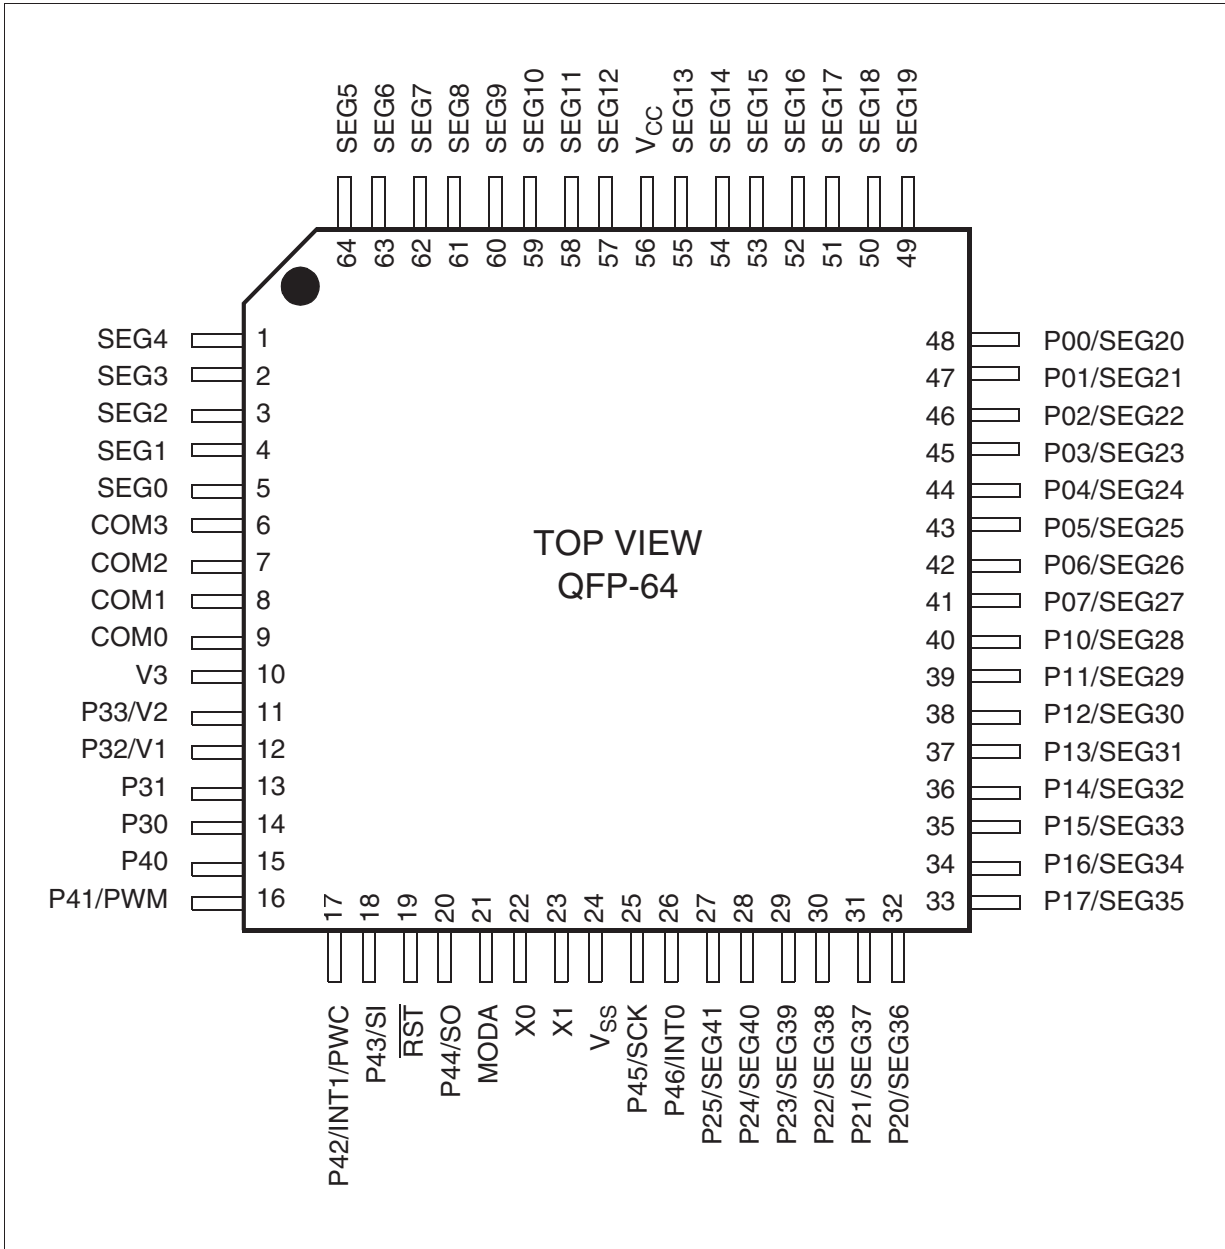 SEG5 SEG6 SEG7 SEG8 SEG9 SEG10 SEG11 SEG12 VCC SEG13 SEG14 SEG15 SEG16 SEG17 SEG18 SEG19
64 63 62 61 60 59 58 57 56 55 54 53 52 51 50 49
SEG4 1 48 P00/SEG20
SEG3 2 47 P01/SEG21
SEG2 3 46 P02/SEG22
SEG1 4 45 P03/SEG23
SEG0 5 44 P04/SEG24
COM3 6 43 P05/SEG25
TOP VIEW
COM2 7 42 P06/SEG26
QFP-64
COM1 8 41 P07/SEG27
COM0 9 40 P10/SEG28
V3 10 39 P11/SEG29
P33/V2 11 38 P12/SEG30
P32/V1 12 37 P13/SEG31
P31 13 36 P14/SEG32
P30 14 35 P15/SEG33
P40 15 34 P16/SEG34
P41/PWM 16 33 P17/SEG35
17 18 19 20 21 22 23 24 25 26 27 28 29 30 31 32
P42/INT1/PWC P43/SI RST P44/SO MODA X0 X1 VSS P45/SCK P46/INT0 P25/SEG41 P24/SEG40 P23/SEG39 P22/SEG38 P21/SEG37 P20/SEG36